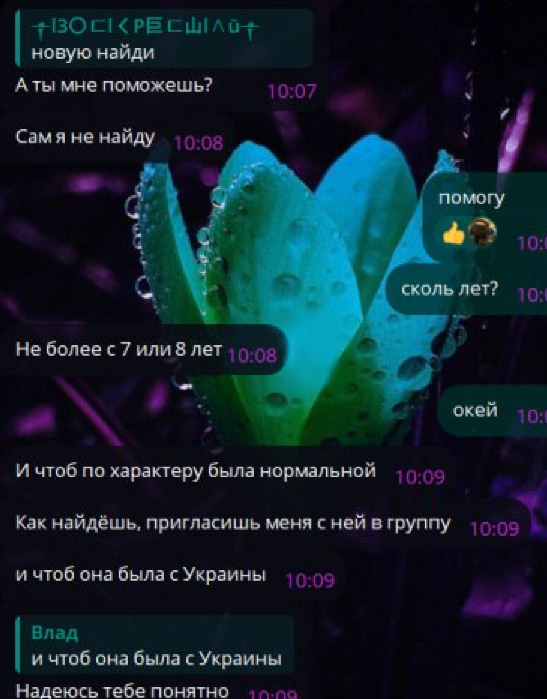 новую найди
А ты мне поможешь? 10:07
Сам я не найду 10:08
помогу
сколь лет?
Не более с 7 или 8 лет 10:08
окей
И чтоб по характеру была нормальной 10:09
Как найдёшь, пригласишь меня с ней в группу 10:09
и чтоб она была с Украины 10:09
Влад
и чтоб она была с Украины
Надеюсь тебе понятно 10:09